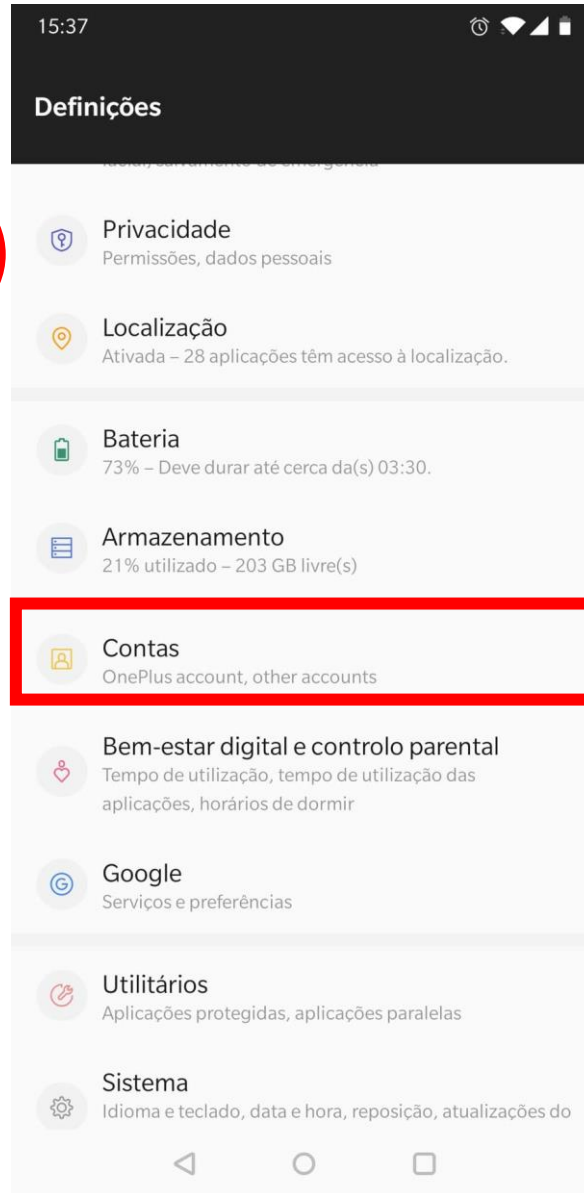 15:37
Definições
Privacidade
Permissões, dados pessoais
Localização
Ativada – 28 aplicações têm acesso à localização.
Bateria
73% – Deve durar até cerca da(s) 03:30.
Armazenamento
21% utilizado – 203 GB livre(s)
Contas
OnePlus account, other accounts
Bem-estar digital e controlo parental
Tempo de utilização, tempo de utilização das
aplicações, horários de dormir
Google
Serviços e preferências
Utilitários
Aplicações protegidas, aplicações paralelas
Sistema
Idioma e teclado, data e hora, reposição, atualizações do